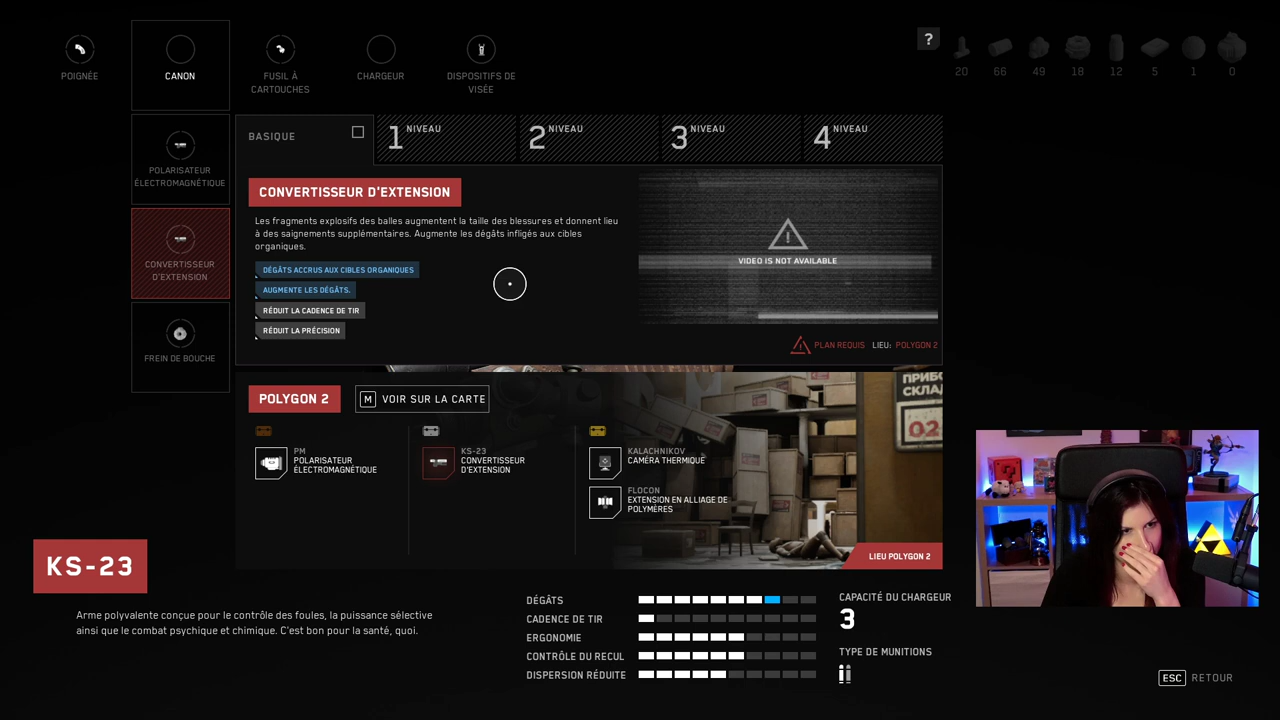 POIGNÉE
CANON
FUSIL À
CARTOUCHES
CHARGEUR
DISPOSITIFS DE
VISÉE
?
20 66 49 18 12 5 1 0
POLARISATEUR
ÉLECTROMAGNÉTIQUE
CONVERTISSEUR
D'EXTENSION
FREIN DE BOUCHE
BASIQUE
1 NIVEAU
2 NIVEAU
3 NIVEAU
4 NIVEAU
CONVERTISSEUR D'EXTENSION
Les fragments explosifs des balles augmentent la taille des blessures et donnent lieu
à des saignements supplémentaires. Augmente les dégâts infligés aux cibles
organiques.
DÉGÂTS ACCRUS AUX CIBLES ORGANIQUES
AUGMENTE LES DÉGÂTS.
RÉDUIT LA CADENCE DE TIR
RÉDUIT LA PRÉCISION
VIDEO IS NOT AVAILABLE
PLAN REQUIS LIEU: POLYGON 2
POLYGON 2
M VOIR SUR LA CARTE
PM
POLARISATEUR
ÉLECTROMAGNÉTIQUE
KS-23
CONVERTISSEUR
D'EXTENSION
KALACHNIKOV
CAMÉRA THERMIQUE
FLOCON
EXTENSION EN ALLIAGE DE
POLYMÈRES
ПРИБО
СКЛА
02
LIEU POLYGON 2
KS-23
Arme polyvalente conçue pour le contrôle des foules, la puissance sélective
ainsi que le combat psychique et chimique. C'est bon pour la santé, quoi.
DÉGÂTS
CADENCE DE TIR
ERGONOMIE
CONTRÔLE DU RECUL
DISPERSION RÉDUITE
CAPACITÉ DU CHARGEUR
3
TYPE DE MUNITIONS
ESC RETOUR